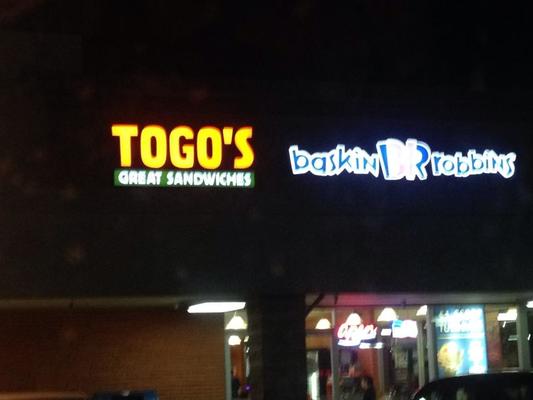 TOGO'S
GREAT SANDWICHES
baskin BR robbins